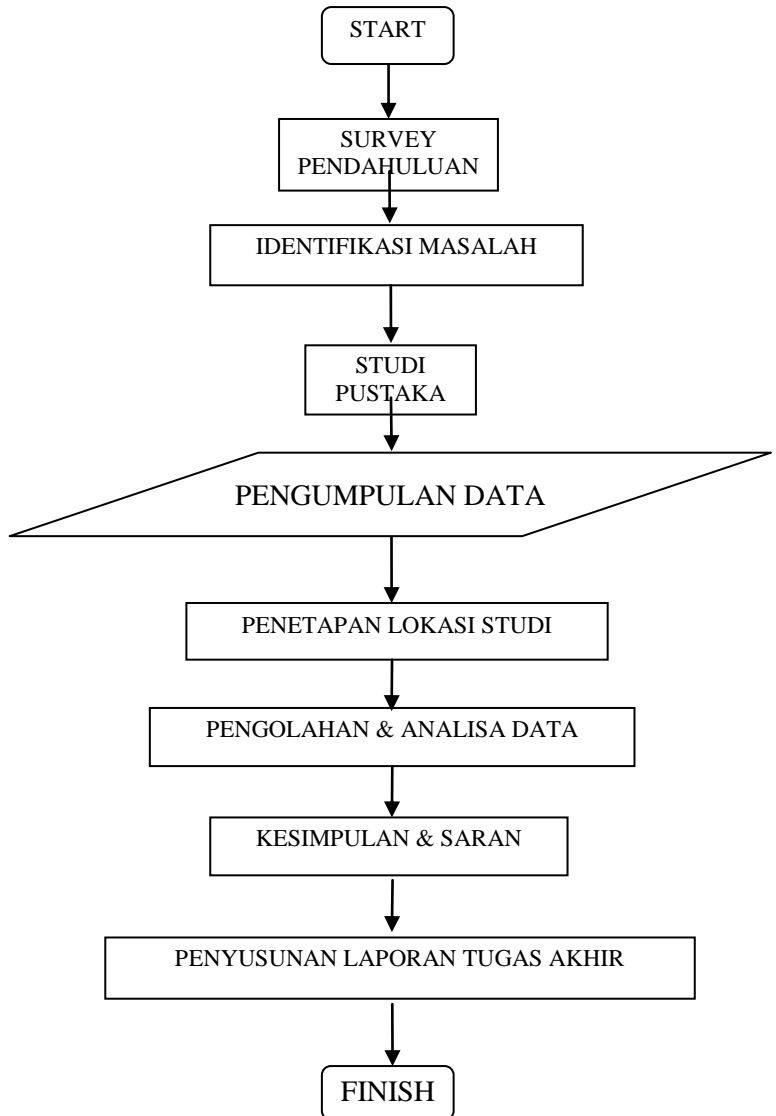 START
SURVEY
PENDAHULUAN
IDENTIFIKASI MASALAH
STUDI
PUSTAKA
PENGUMPULAN DATA
PENETAPAN LOKASI STUDI
PENGOLAHAN & ANALISA DATA
KESIMPULAN & SARAN
PENYUSUNAN LAPORAN TUGAS AKHIR
FINISH